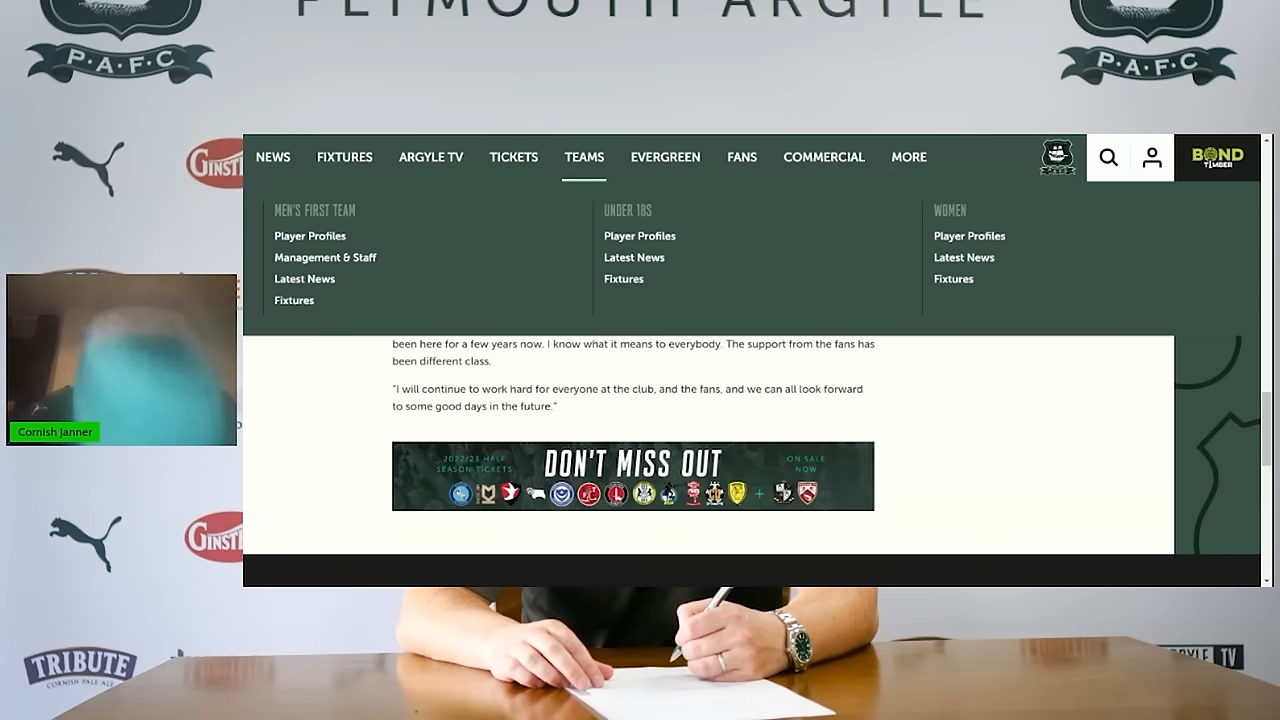 PLYMOUTH ARGYLE
P·A·F·C
P·A·F·C
GINST
NEWS FIXTURES ARGYLE TV TICKETS TEAMS EVERGREEN FANS COMMERCIAL MORE
BOND
TIMBER
MEN'S FIRST TEAM
Player Profiles
Management & Staff
Latest News
Fixtures
UNDER 18S
Player Profiles
Latest News
Fixtures
WOMEN
Player Profiles
Latest News
Fixtures
been here for a few years now. I know what it means to everybody. The support from the fans has
been different class.
"I will continue to work hard for everyone at the club, and the fans, and we can all look forward
to some good days in the future."
Cornish Janner
2022/23 HALF
SEASON TICKETS
DON'T MISS OUT
ON SALE
NOW
+
GINST
TRIBUTE
CORNISH PALE ALE
ARGYLE TV